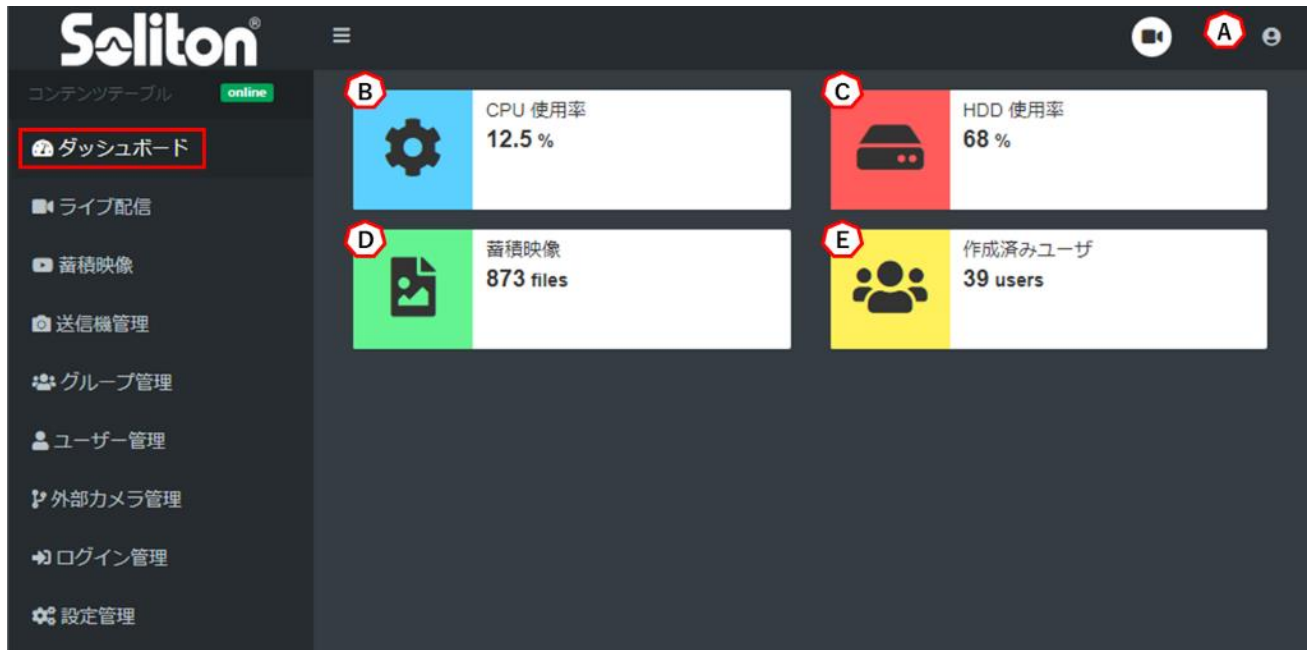 Soliton®
A
コンテンツテーブル online
ダッシュボード
ライブ配信
蓄積映像
送信機管理
グループ管理
ユーザー管理
外部カメラ管理
ログイン管理
設定管理
B
CPU 使用率
12.5 %
C
HDD 使用率
68 %
D
蓄積映像
873 files
E
作成済みユーザ
39 users